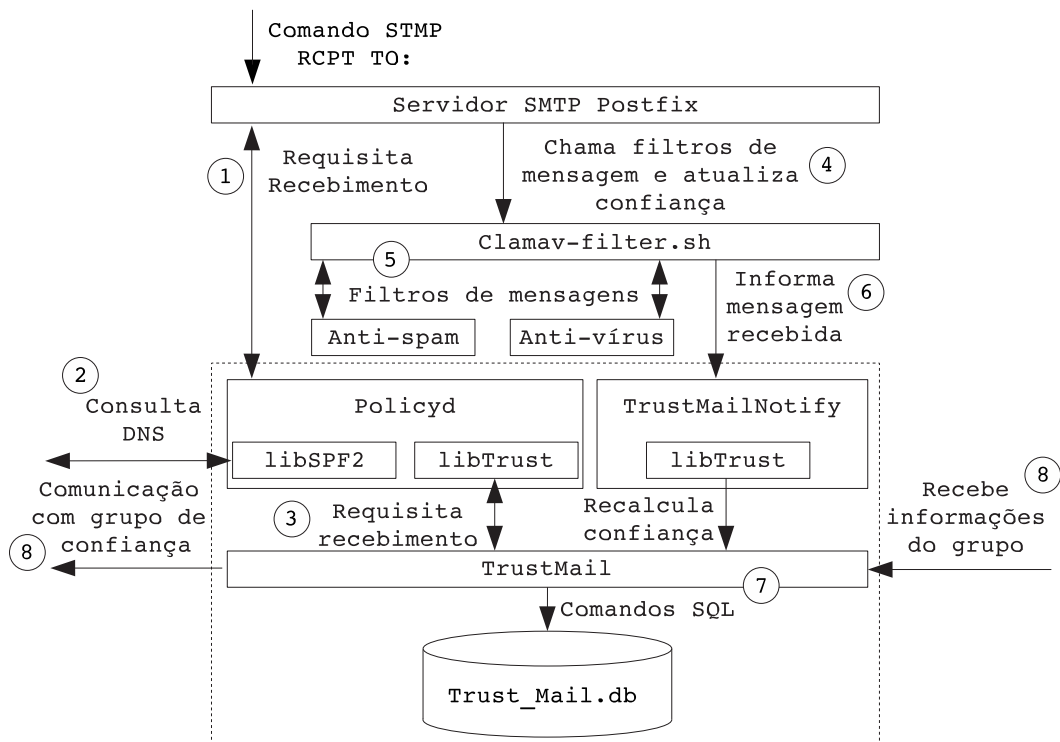 Comando STMP
RCPT TO:
Servidor SMTP Postfix
1
Requisita
Recebimento
Chama filtros de
mensagem e atualiza
confiança
4
Clamav-filter.sh
5
Filtros de mensagens
Informa
mensagem
recebida
6
Anti-spam
Anti-vírus
2
Consulta
DNS
Policyd
libSPF2
libTrust
TrustMailNotify
libTrust
Comunicação
com grupo de
confiança
8
3
Requisita
recebimento
Recalcula
confiança
8
Recebe
informações
do grupo
TrustMail
7
Comandos SQL
Trust_Mail.db